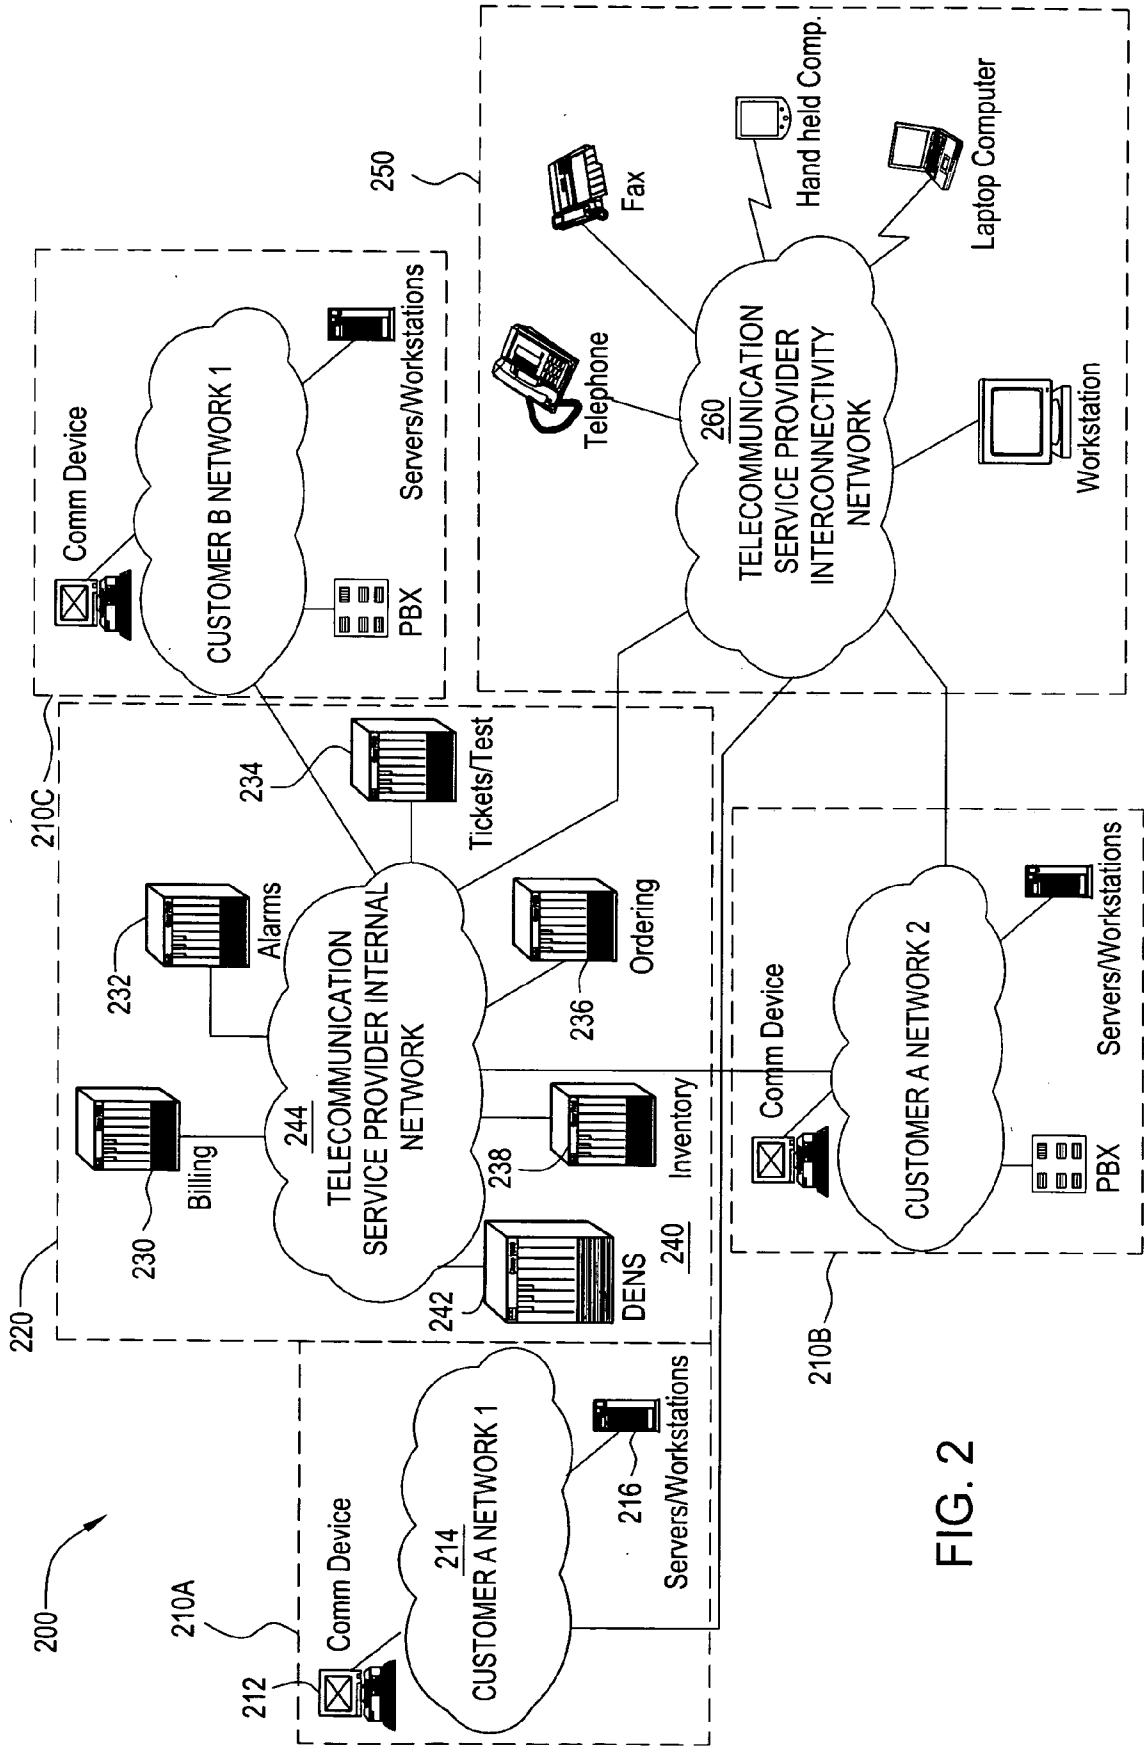 200
220
230
Billing
232
Alarms
234
Tickets/Test
244
TELECOMMUNICATION
SERVICE PROVIDER INTERNAL
NETWORK
242
DENS
240
238
Inventory
236
Ordering
210A
212
Comm Device
214
CUSTOMER A NETWORK 1
216
Servers/Workstations
210C
Comm Device
CUSTOMER B NETWORK 1
PBX
Servers/Workstations
250
Telephone
Fax
Hand held Comp.
Laptop Computer
260
TELECOMMUNICATION
SERVICE PROVIDER
INTERCONNECTIVITY
NETWORK
Workstation
210B
Comm Device
CUSTOMER A NETWORK 2
PBX
Servers/Workstations
FIG. 2